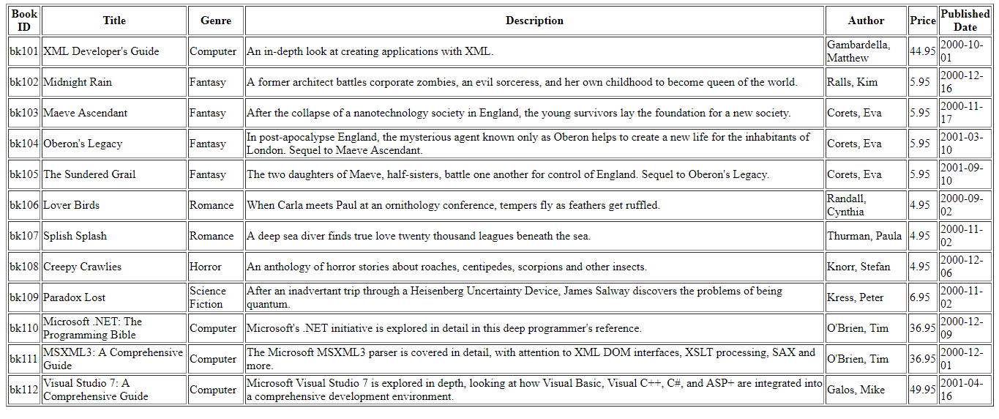 Book ID Title Genre Description Author Price Published Date
bk101 XML Developer's Guide Computer An in-depth look at creating applications with XML. Gambardella, Matthew 44.95 2000-10-01
bk102 Midnight Rain Fantasy A former architect battles corporate zombies, an evil sorceress, and her own childhood to become queen of the world. Ralls, Kim 5.95 2000-12-16
bk103 Maeve Ascendant Fantasy After the collapse of a nanotechnology society in England, the young survivors lay the foundation for a new society. Corets, Eva 5.95 2000-11-17
bk104 Oberon's Legacy Fantasy In post-apocalypse England, the mysterious agent known only as Oberon helps to create a new life for the inhabitants of London. Sequel to Maeve Ascendant. Corets, Eva 5.95 2001-03-10
bk105 The Sundered Grail Fantasy The two daughters of Maeve, half-sisters, battle one another for control of England. Sequel to Oberon's Legacy. Corets, Eva 5.95 2001-09-10
bk106 Lover Birds Romance When Carla meets Paul at an ornithology conference, tempers fly as feathers get ruffled. Randall, Cynthia 4.95 2000-09-02
bk107 Splish Splash Romance A deep sea diver finds true love twenty thousand leagues beneath the sea. Thurman, Paula 4.95 2000-11-02
bk108 Creepy Crawlies Horror An anthology of horror stories about roaches, centipedes, scorpions and other insects. Knorr, Stefan 4.95 2000-12-06
bk109 Paradox Lost Science Fiction After an inadvertant trip through a Heisenberg Uncertainty Device, James Salway discovers the problems of being quantum. Kress, Peter 6.95 2000-11-02
bk110 Microsoft .NET: The Programming Bible Computer Microsoft's .NET initiative is explored in detail in this deep programmer's reference. O'Brien, Tim 36.95 2000-12-09
bk111 MSXML3: A Comprehensive Guide Computer The Microsoft MSXML3 parser is covered in detail, with attention to XML DOM interfaces, XSLT processing, SAX and more. O'Brien, Tim 36.95 2000-12-01
bk112 Visual Studio 7: A Comprehensive Guide Computer Microsoft Visual Studio 7 is explored in depth, looking at how Visual Basic, Visual C++, C#, and ASP+ are integrated into a comprehensive development environment. Galos, Mike 49.95 2001-04-16